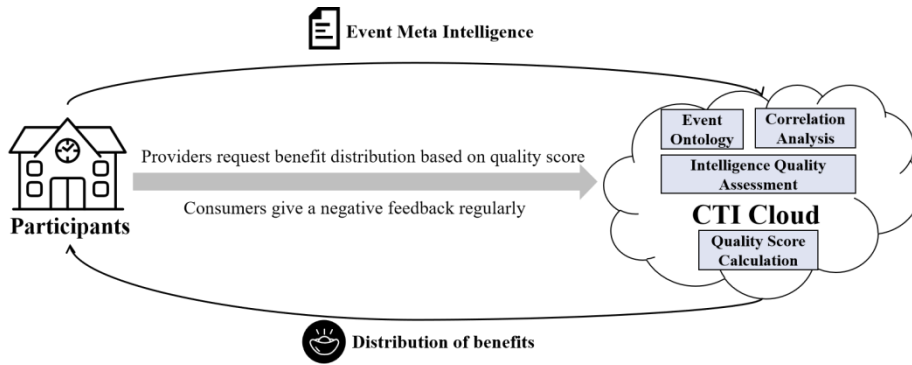 Event Meta Intelligence
Event
Ontology
Correlation
Analysis
Providers request benefit distribution based on quality score
Intelligence Quality
Assessment
Consumers give a negative feedback regularly
Participants
CTI Cloud
Quality Score
Calculation
Distribution of benefits